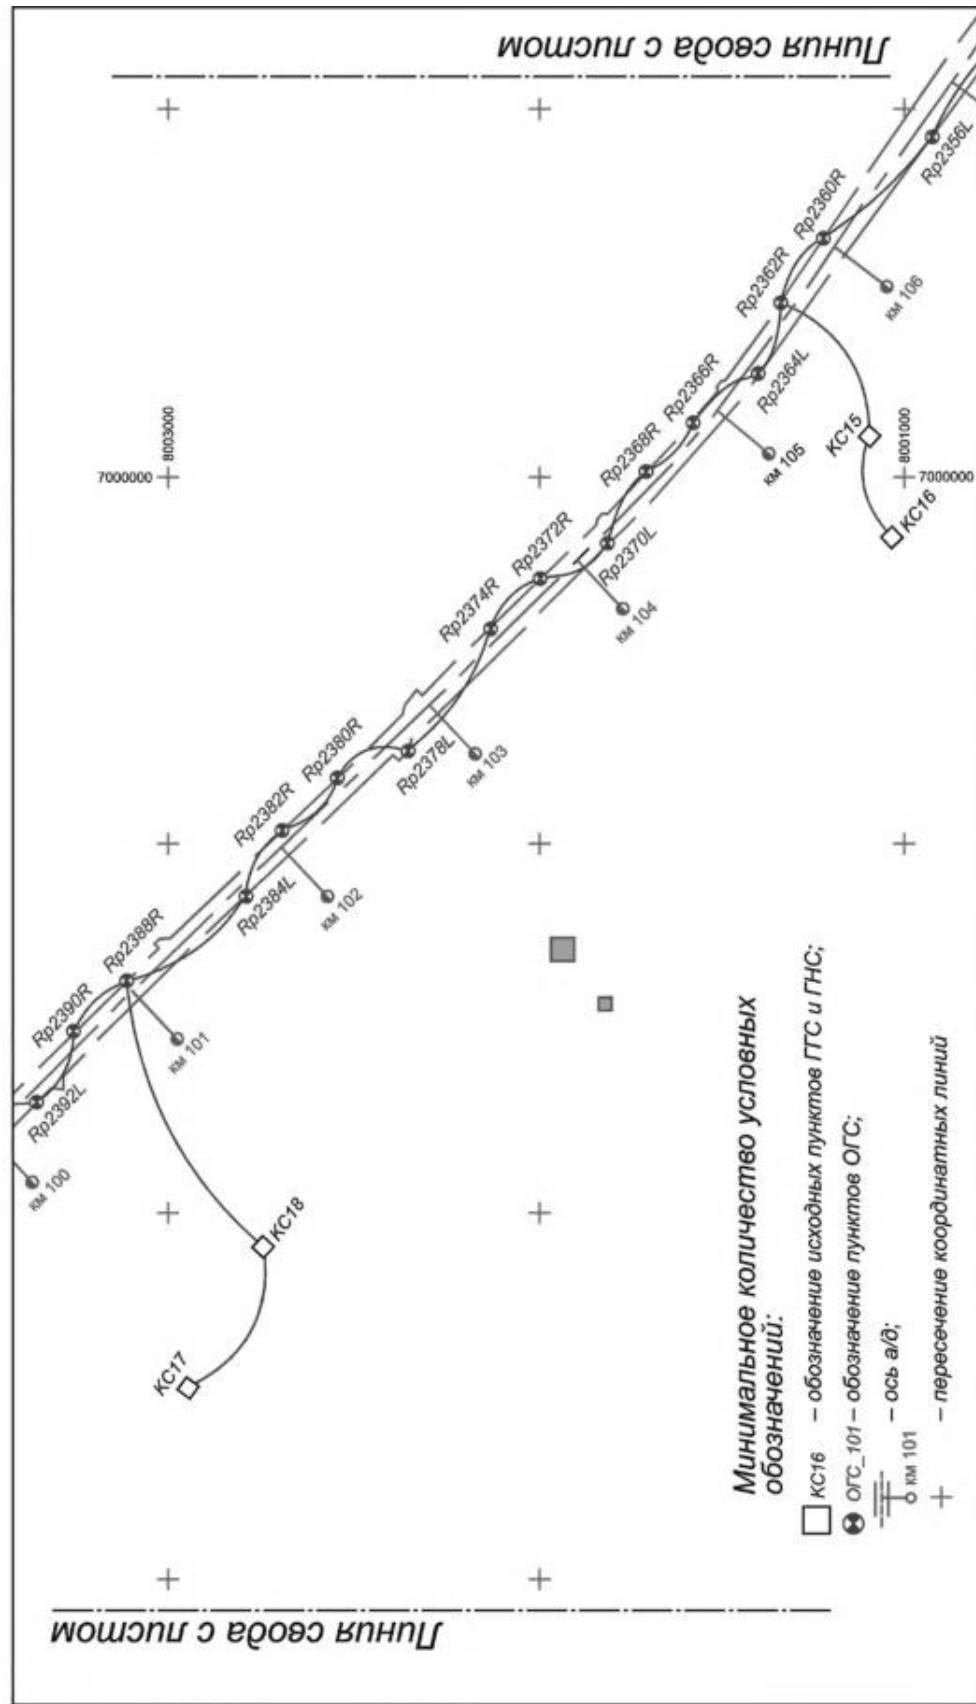 Линия свода с листом
8003000
7000000
8001000
7000000
Rp2356L
Rp2360R
км 106
Rp2362R
Rp2364L
KC15
KC16
Rp2366R
км 105
Rp2368R
Rp2370L
км 104
Rp2372R
Rp2374R
Rp2378L
км 103
Rp2380R
Rp2382R
Rp2384L
км 102
Rp2388R
км 101
Rp2390R
Rp2392L
км 100
KC18
KC17
Минимальное количество условных
обозначений:
KC16 – обозначение исходных пунктов ГГС и ГНС;
ОГС_101 – обозначение пунктов ОГС;
– ось а/д;
км 101
– пересечение координатных линий
Линия свода с листом